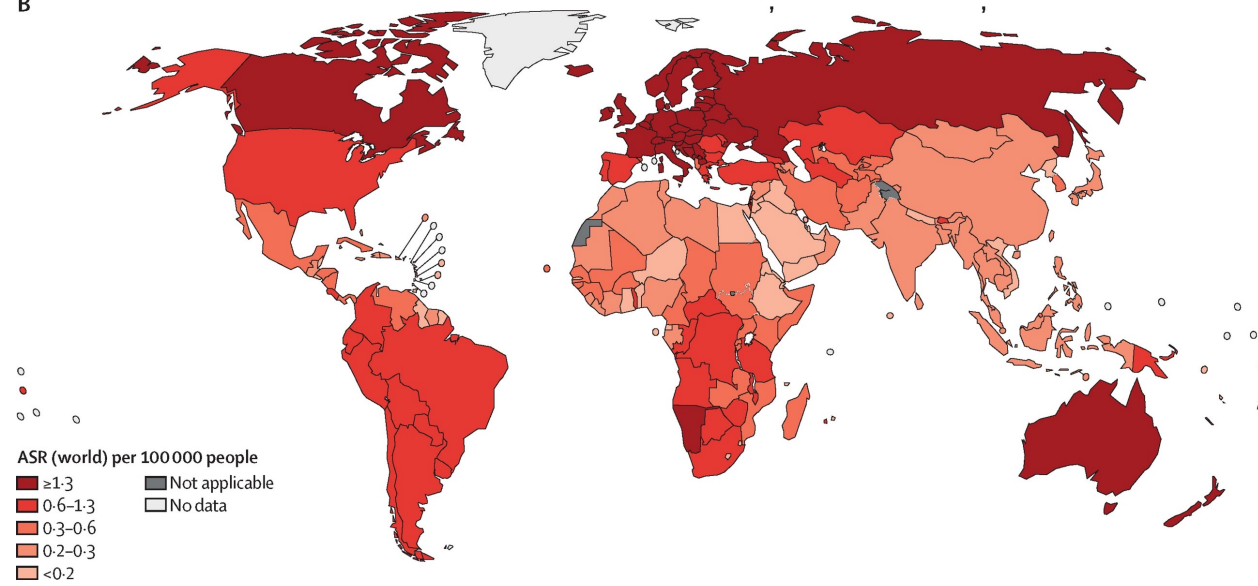 B
ASR (world) per 100 000 people
≥1·3
0·6–1·3
0·3–0·6
0·2–0·3
<0·2
Not applicable
No data